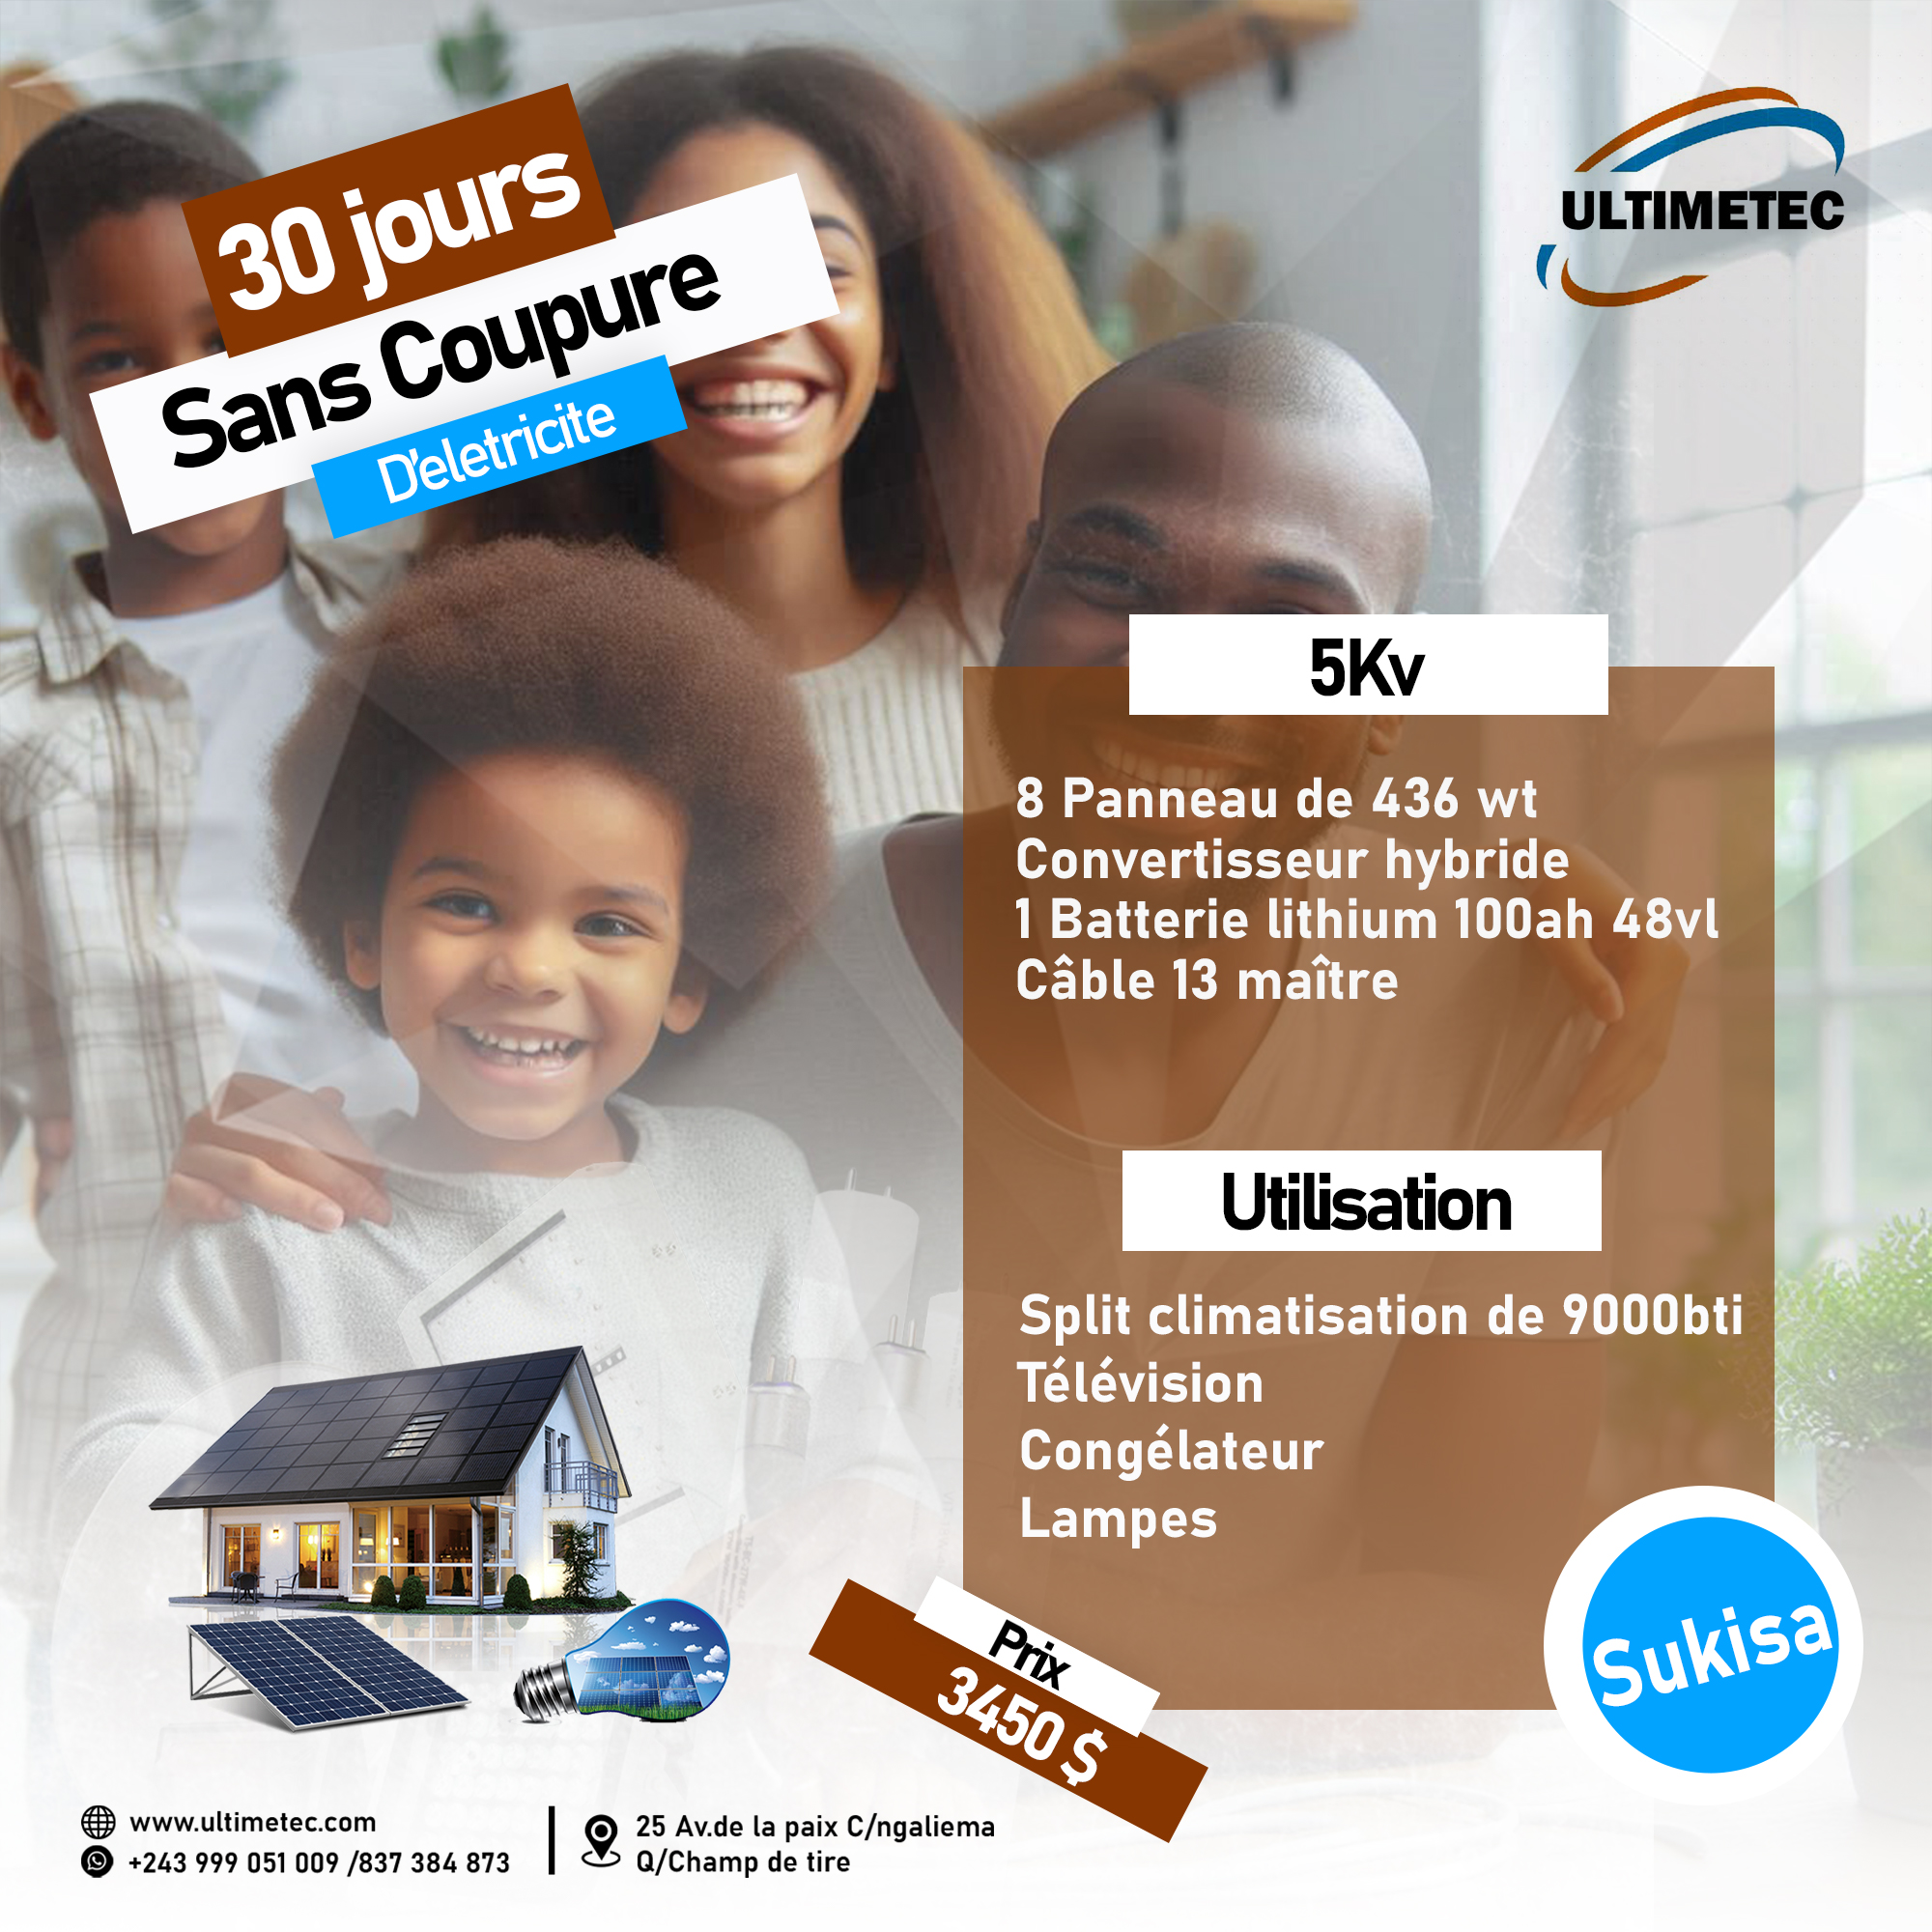 30 jours
Sans Coupure
D'eletricite
ULTIMETEC
5Kv
8 Panneau de 436 wt
Convertisseur hybride
1 Batterie lithium 100ah 48vl
Câble 13 maître
Utilisation
Split climatisation de 9000bti
Télévision
Congélateur
Lampes
Sukisa
Prix
3450 $
www.ultimetec.com
+243 999 051 009 /837 384 873
25 Av.de la paix C/ngaliema
Q/Champ de tire